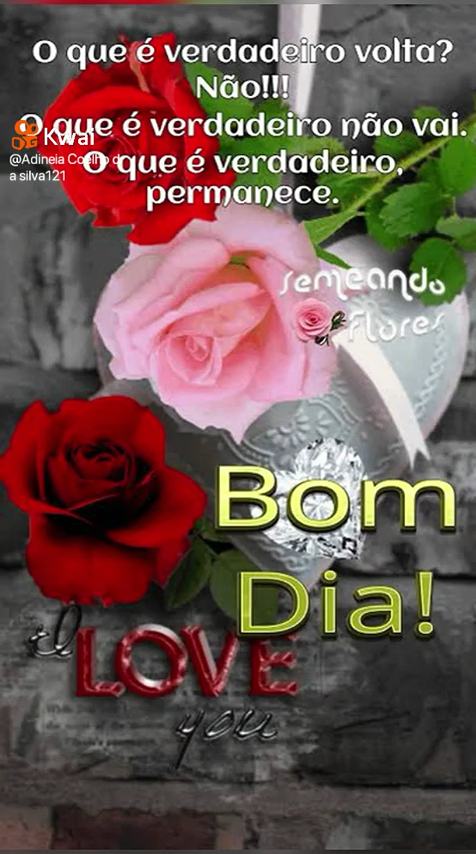 O que é verdadeiro volta?
Não!!!
O que é verdadeiro não vai.
O que é verdadeiro,
permanece.
Kwai
@Adineia Coelho d
a silva121
semeando
flores
Bom
Dia!
I
LOVE
you